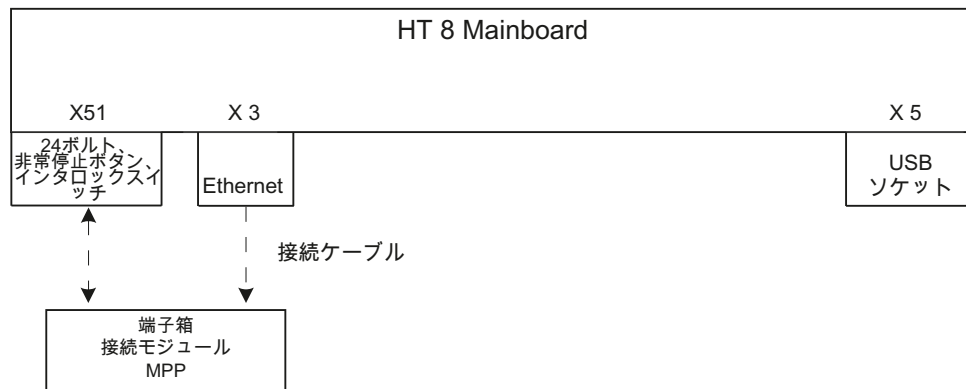 HT 8 Mainboard
X51
X 3
X 5
24ボルト、
非常停止ボタン、
インタロックスイ
ッチ
Ethernet
USB
ソケット
接続ケーブル
端子箱
接続モジュール
MPP